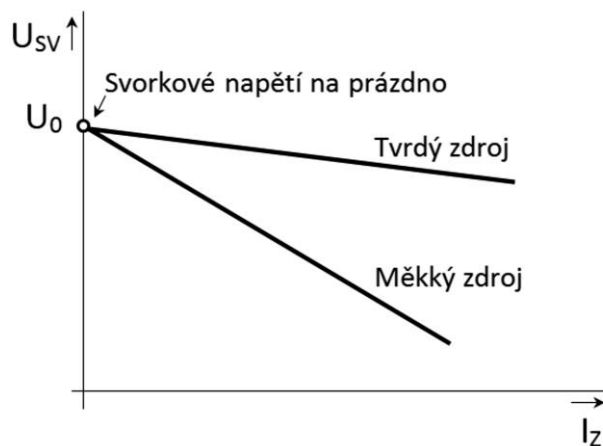 U_SV
Svorkové napětí na prázdno
U_0
Tvrdý zdroj
Měkký zdroj
I_Z